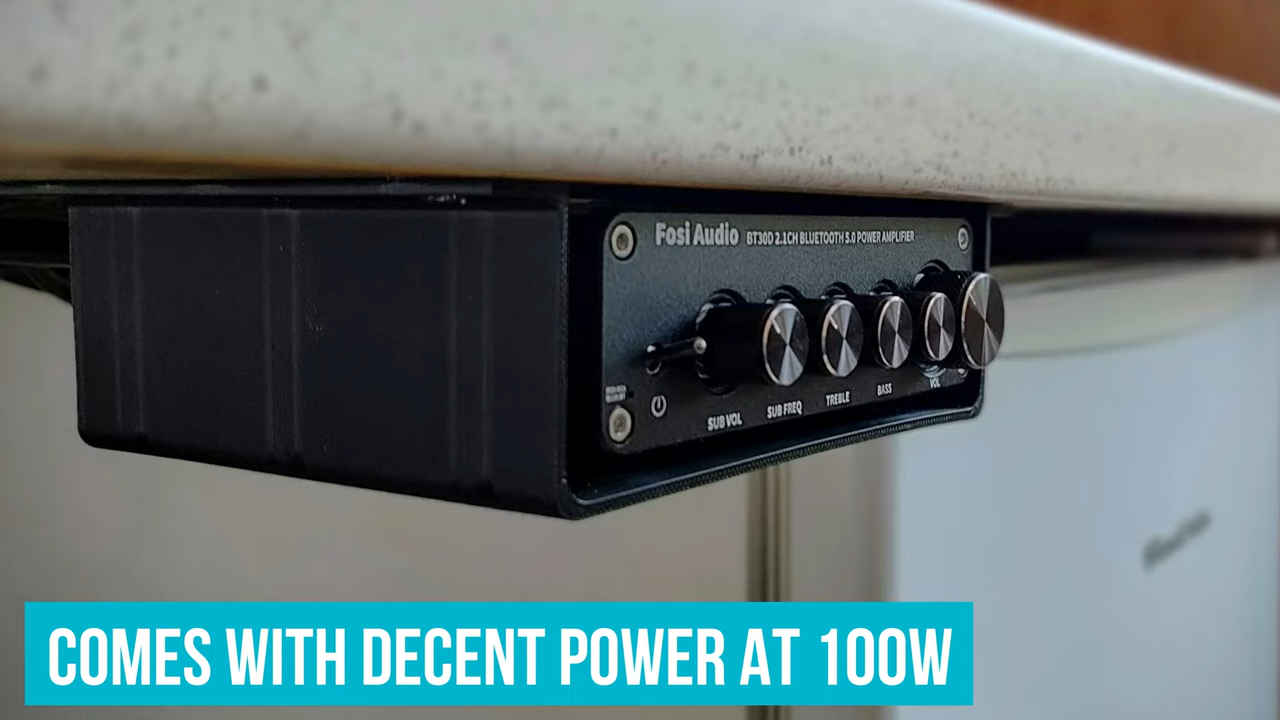 Fosi Audio BT30D 2.1CH BLUETOOTH 5.0 POWER AMPLIFIER
SUB VOL SUB FREQ TREBLE BASS VOL
COMES WITH DECENT POWER AT 100W